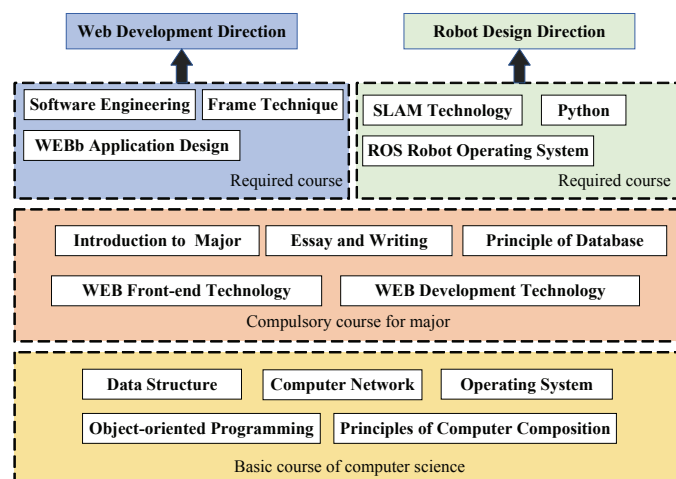 Web Development Direction
Robot Design Direction
Software Engineering
Frame Technique
WEBb Application Design
Required course
SLAM Technology
Python
ROS Robot Operating System
Required course
Introduction to Major
Essay and Writing
Principle of Database
WEB Front-end Technology
WEB Development Technology
Compulsory course for major
Data Structure
Computer Network
Operating System
Object-oriented Programming
Principles of Computer Composition
Basic course of computer science